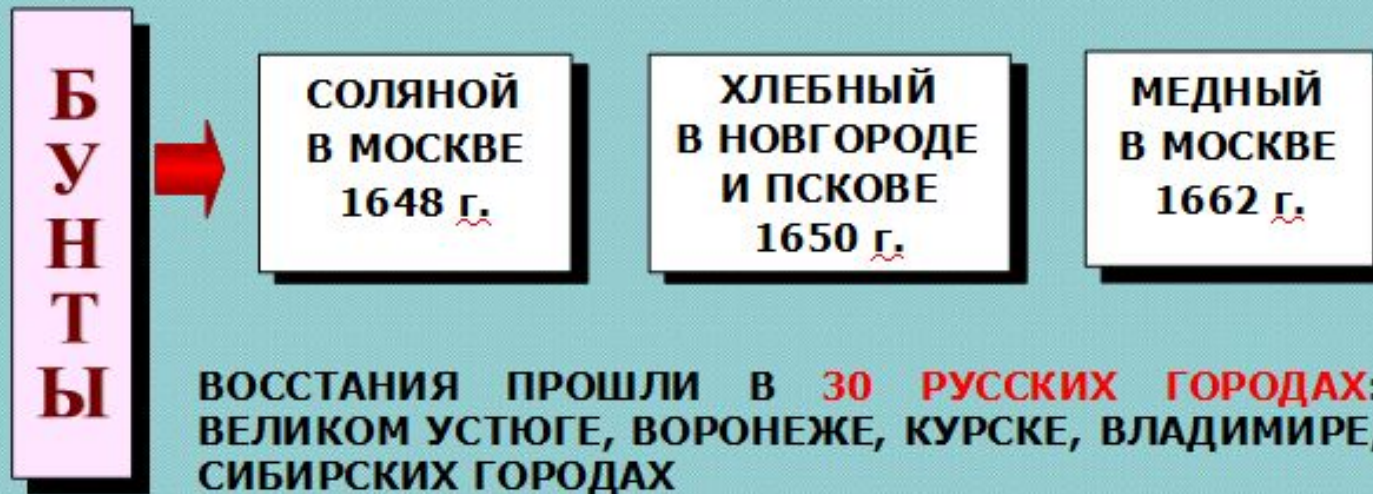 БУНТЫ
СОЛЯНОЙ
В МОСКВЕ
1648 г.
ХЛЕБНЫЙ
В НОВГОРОДЕ
И ПСКОВЕ
1650 г.
МЕДНЫЙ
В МОСКВЕ
1662 г.
ВОССТАНИЯ ПРОШЛИ В 30 РУССКИХ ГОРОДАХ:
ВЕЛИКОМ УСТЮГЕ, ВОРОНЕЖЕ, КУРСКЕ, ВЛАДИМИРЕ,
СИБИРСКИХ ГОРОДАХ